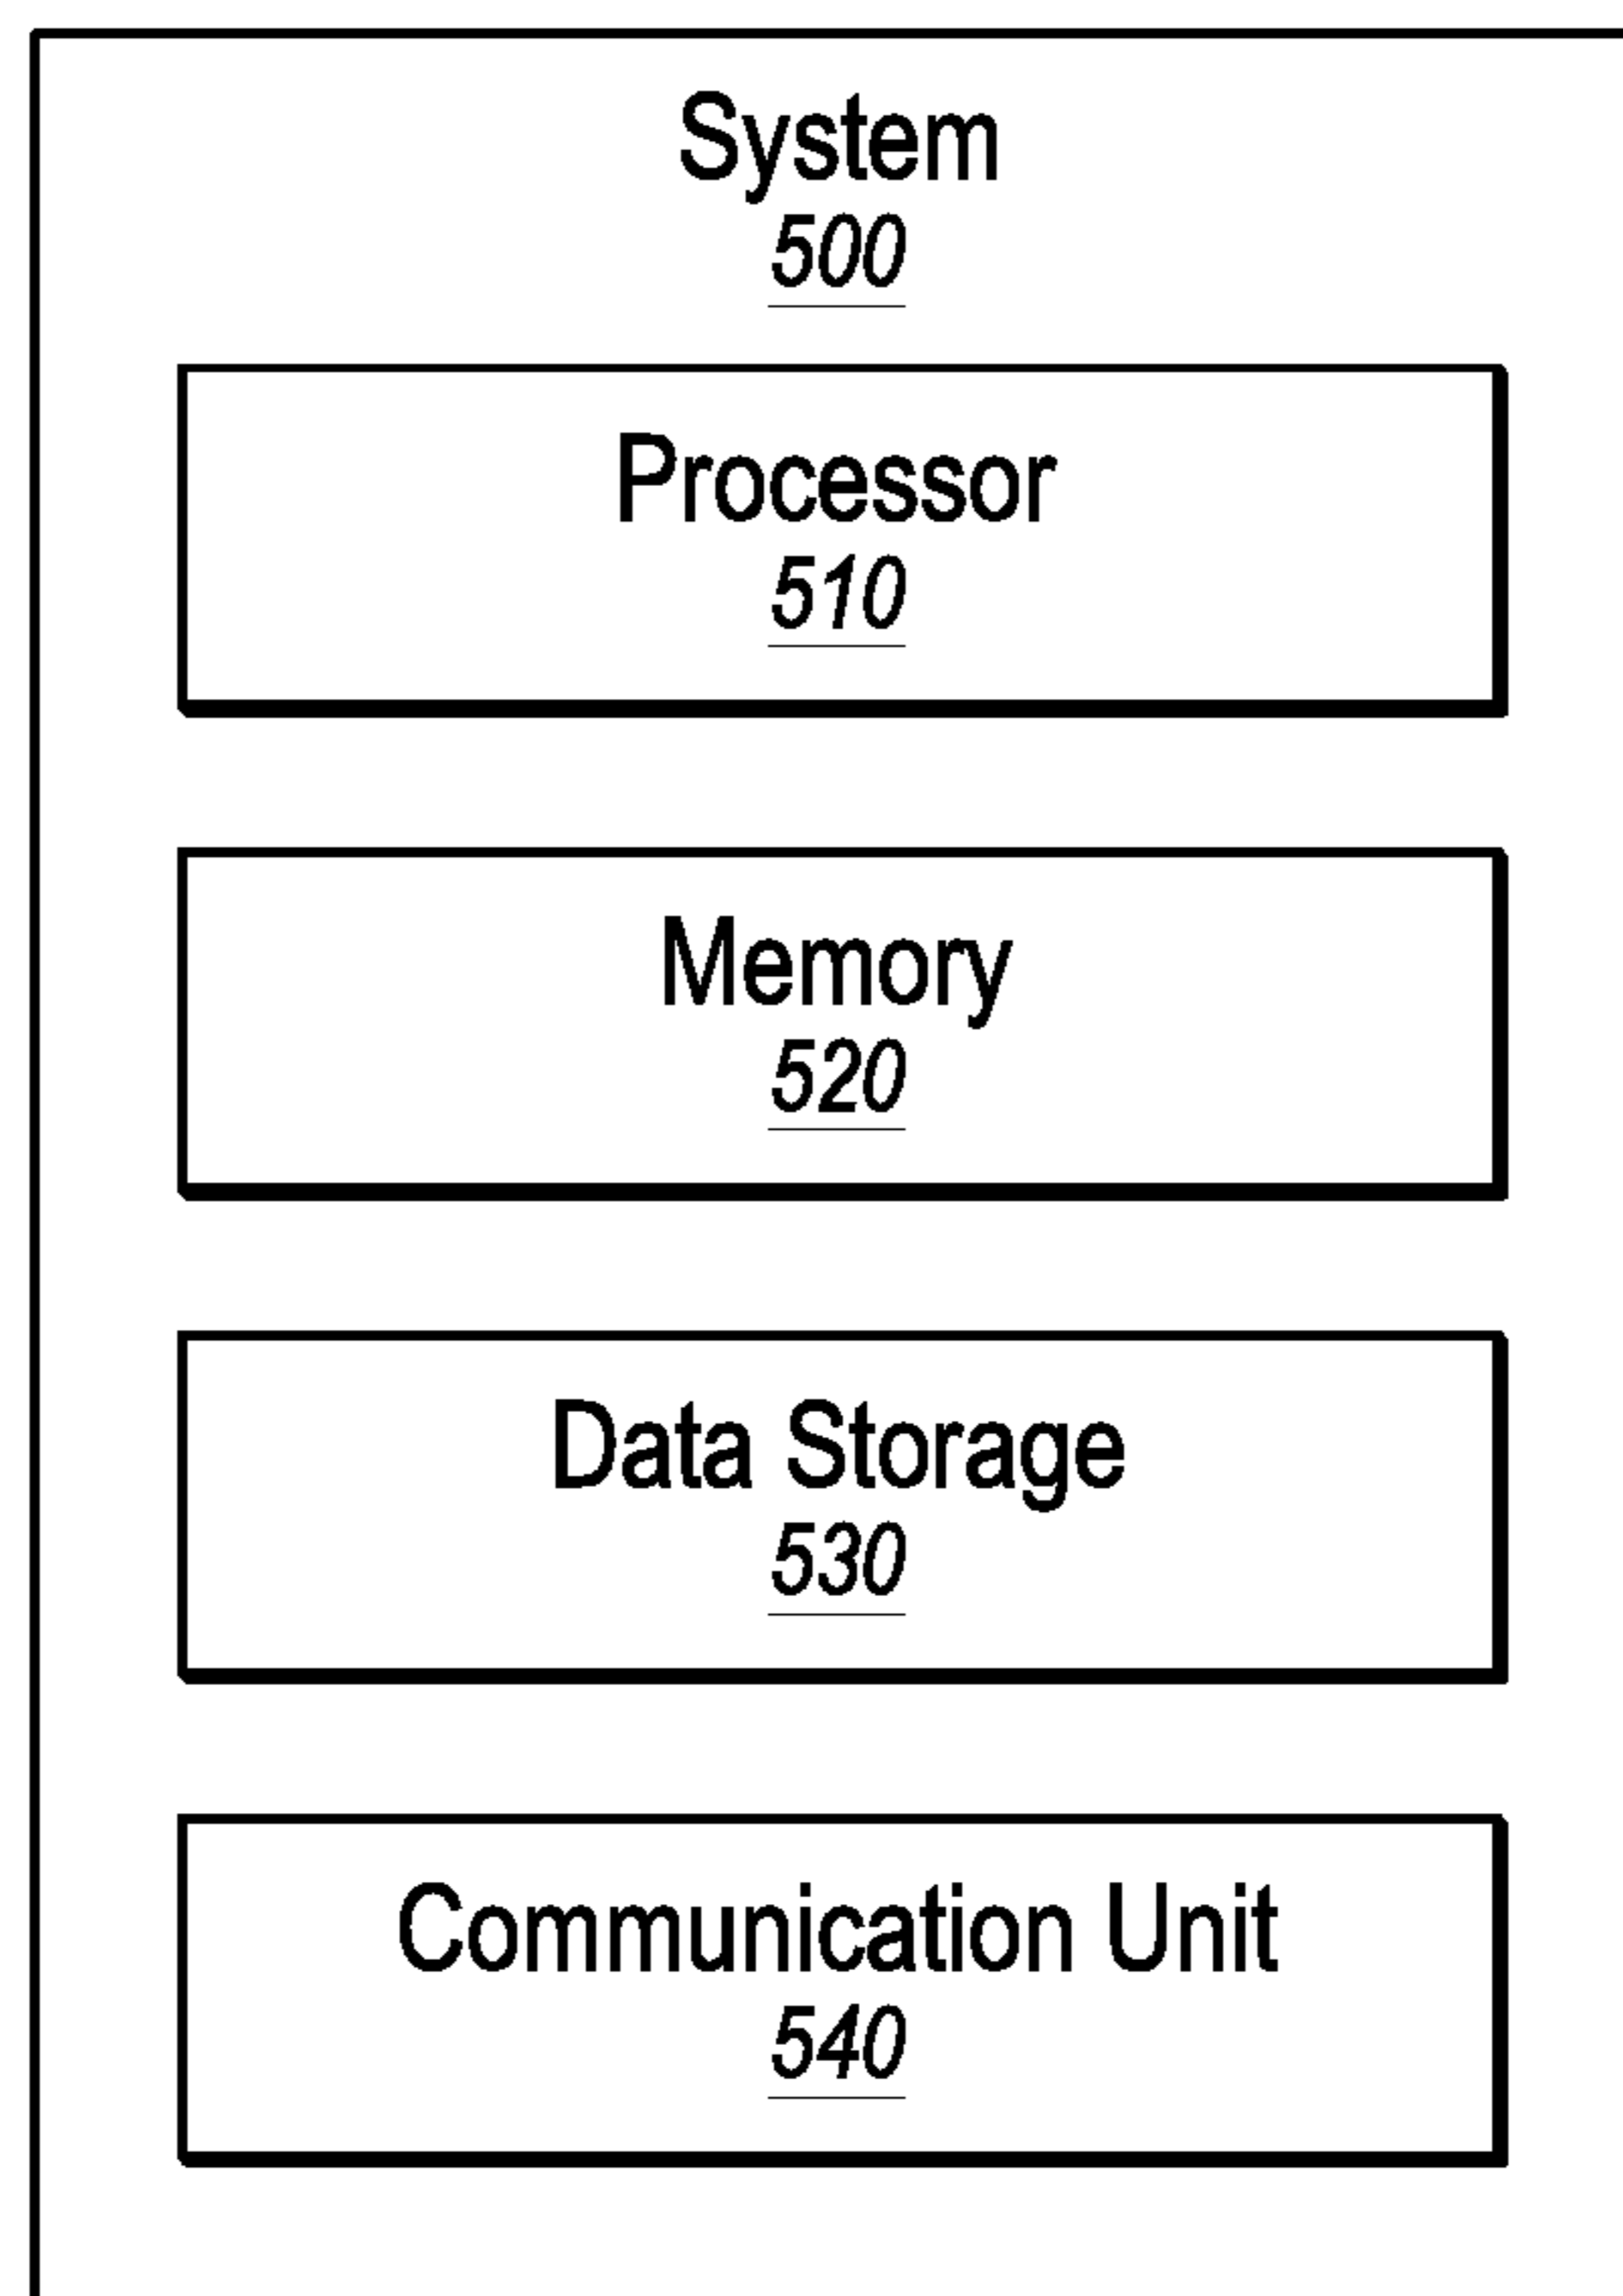 System
500
Processor
510
Memory
520
Data Storage
530
Communication Unit
540